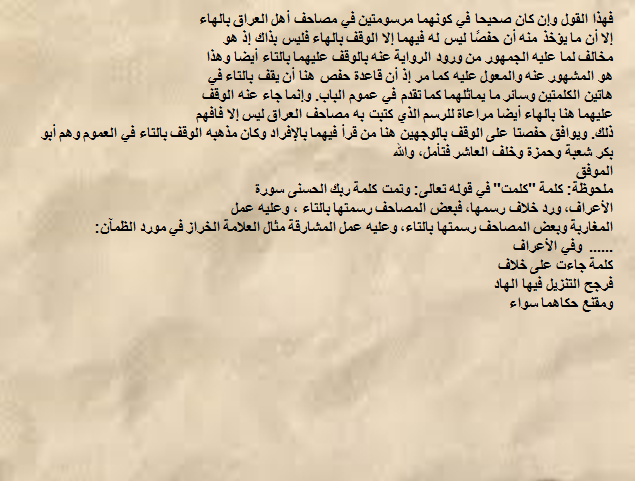 فهذا القول وإن كان صحيحا في كونهما مرسومتين في مصاحف أهل العراق بالهاء
إلا أن ما يؤخذ منه أن حفصًا ليس له فيهما إلا الوقف بالهاء فليس بذاك إذ هو
مخالف لما عليه الجمهور من ورود الرواية عنه بالوقف عليهما بالتاء أيضا وهذا
هو المشهور عنه والمعول عليه كما مر إذ أن قاعدة حفص هنا أن يقف بالتاء في
هاتين الكلمتين وسائر ما يماثلهما كما تقدم في عموم الباب. وإنما جاء عنه الوقف
عليهما هنا بالهاء أيضا مراعاة للرسم الذي كتبت به مصاحف العراق ليس إلا فافهم
ذلك. ويوافق حفصتا على الوقف بالوجهين هنا من قرأ فيهما بالإفراد وكان مذهبه الوقف بالتاء في العموم وهم أبو
بكر شعبة وحمزة وخلف العاشر فتأمل، والله
الموفق
ملحوظة: كلمة "كلمت" في قوله تعالى: وتمت كلمة ربك الحسنى سورة
الأعراف، ورد خلاف رسمها، فبعض المصاحف رسمتها بالتاء ، وعليه عمل
المغاربة وبعض المصاحف رسمتها بالتاء، وعليه عمل المشارقة مثال العلامة الخراز في مورد الظمآن:
...... وفي الأعراف
كلمة جاءت على خلاف
فرجح التنزيل فيها الهاد
ومقنع حكاهما سواء